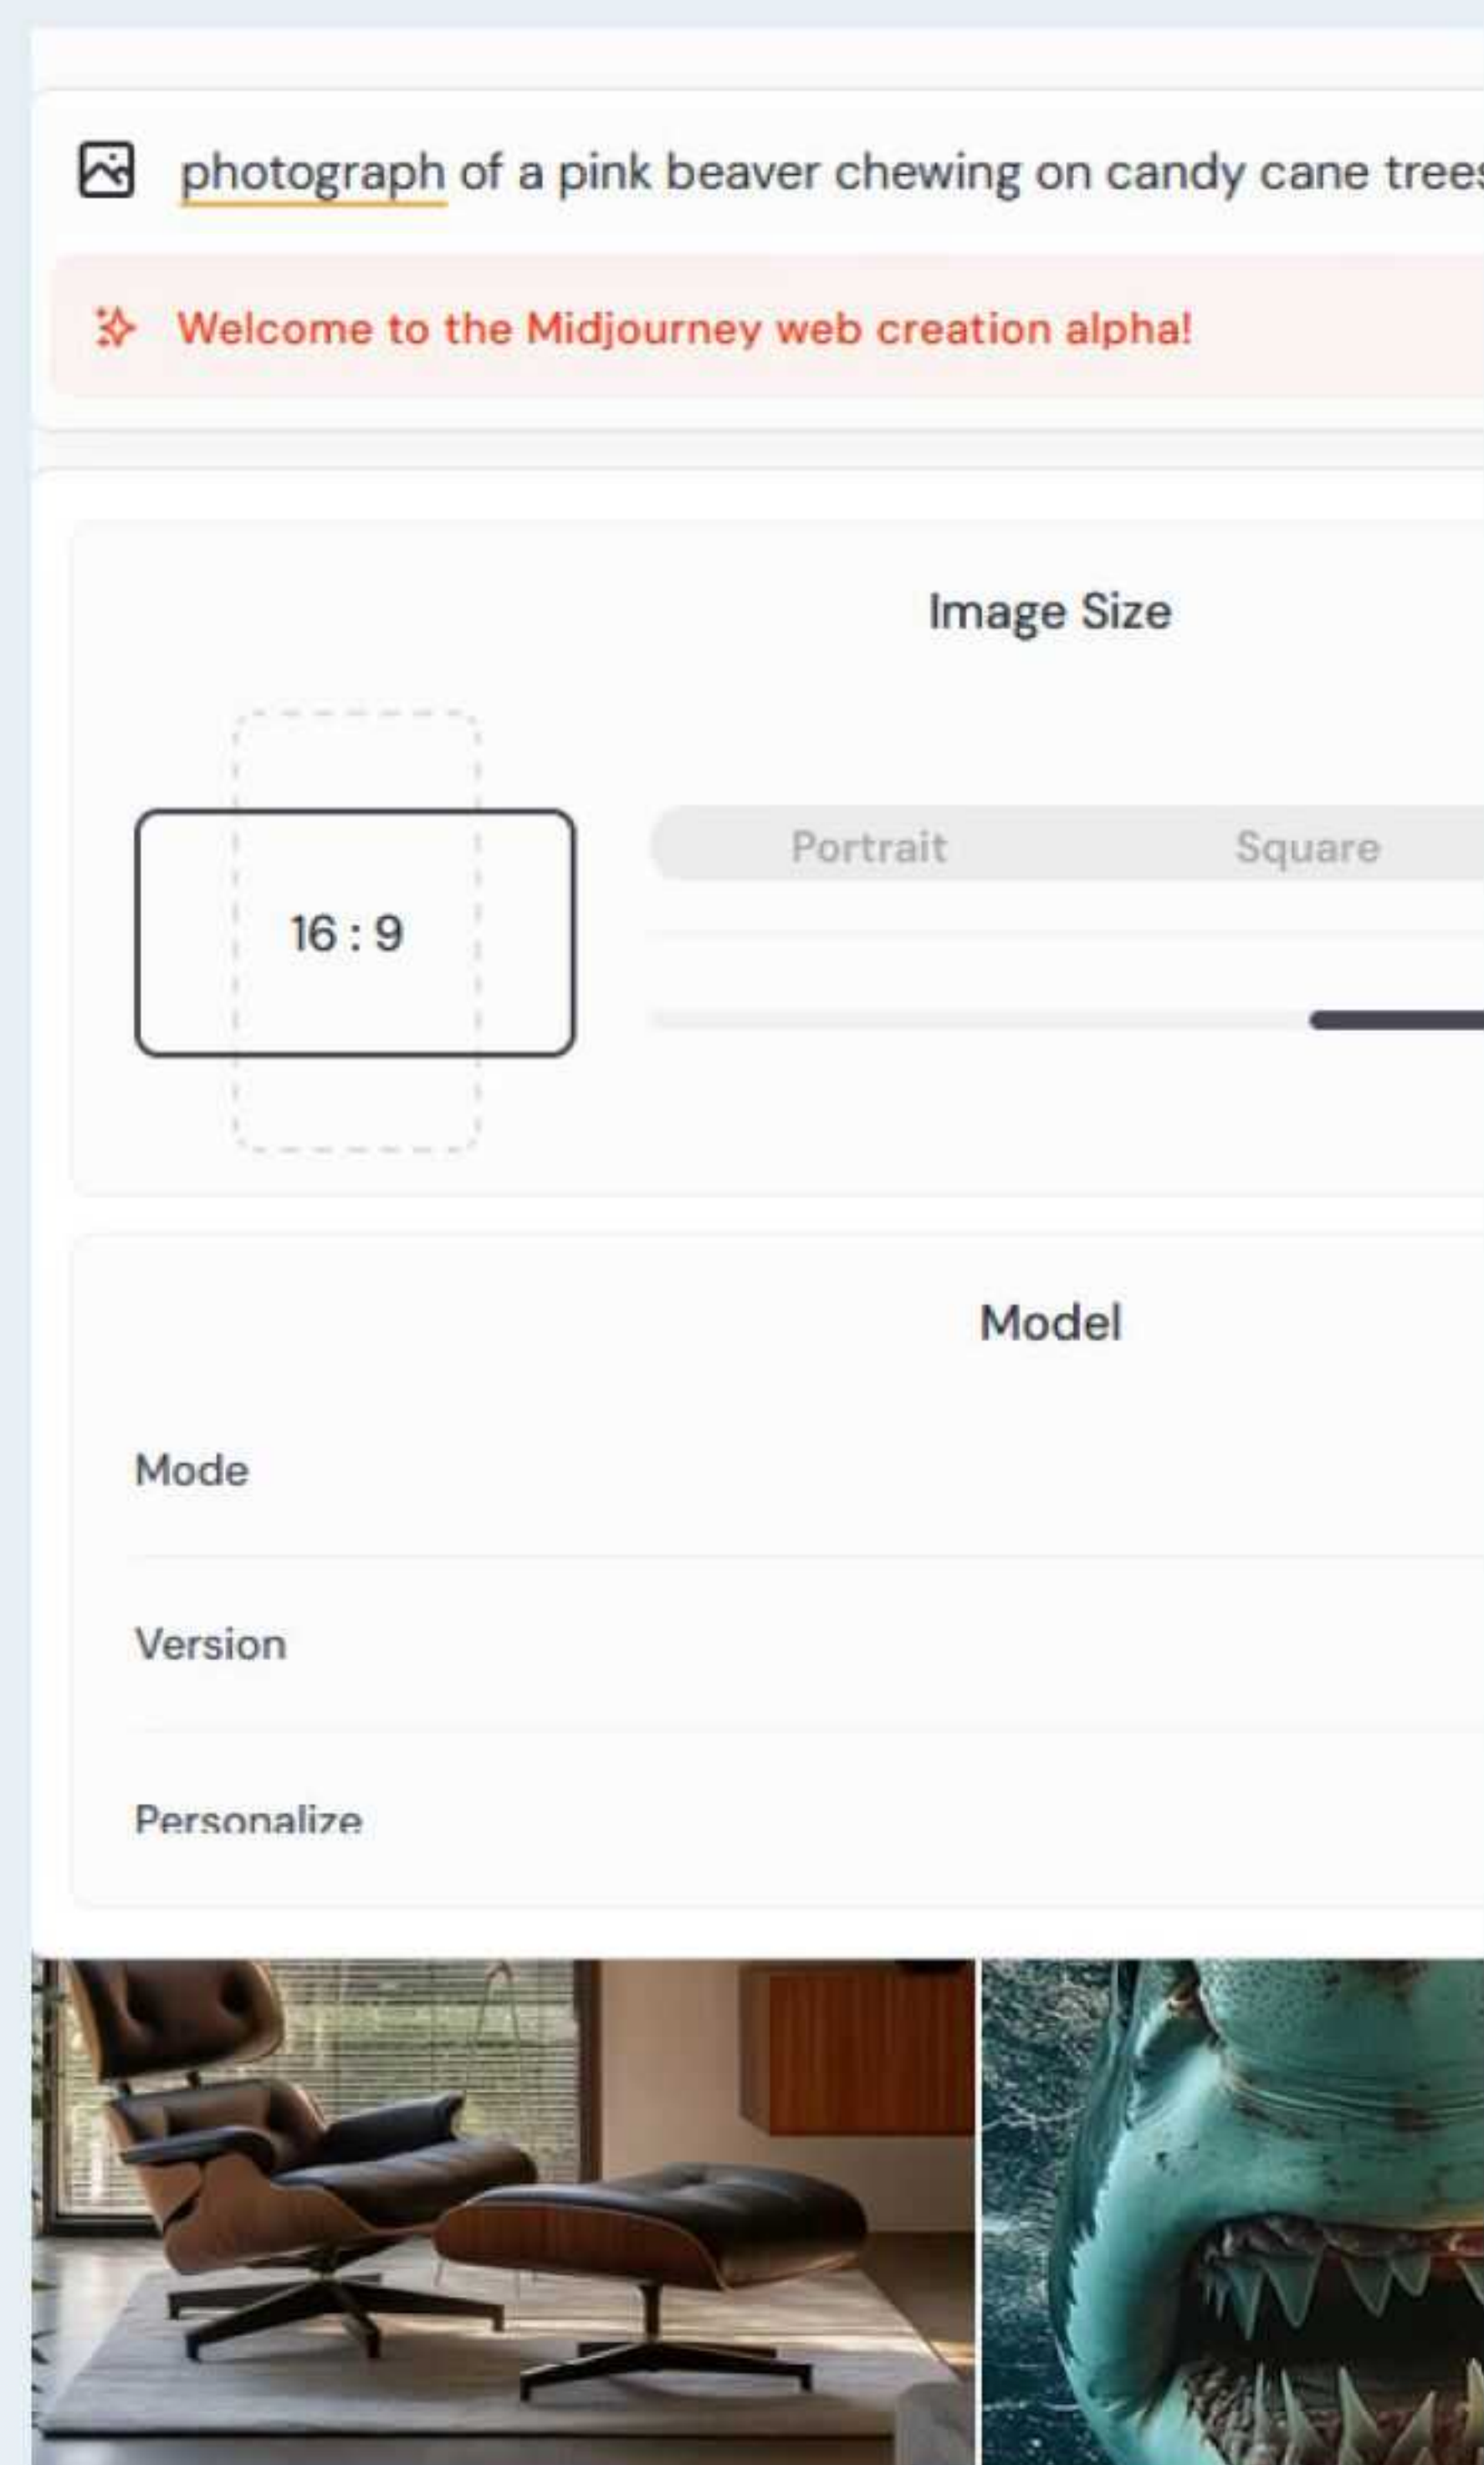 photograph of a pink beaver chewing on candy cane trees
Welcome to the Midjourney web creation alpha!
Image Size
16 : 9
Portrait
Square
Model
Mode
Version
Personalize